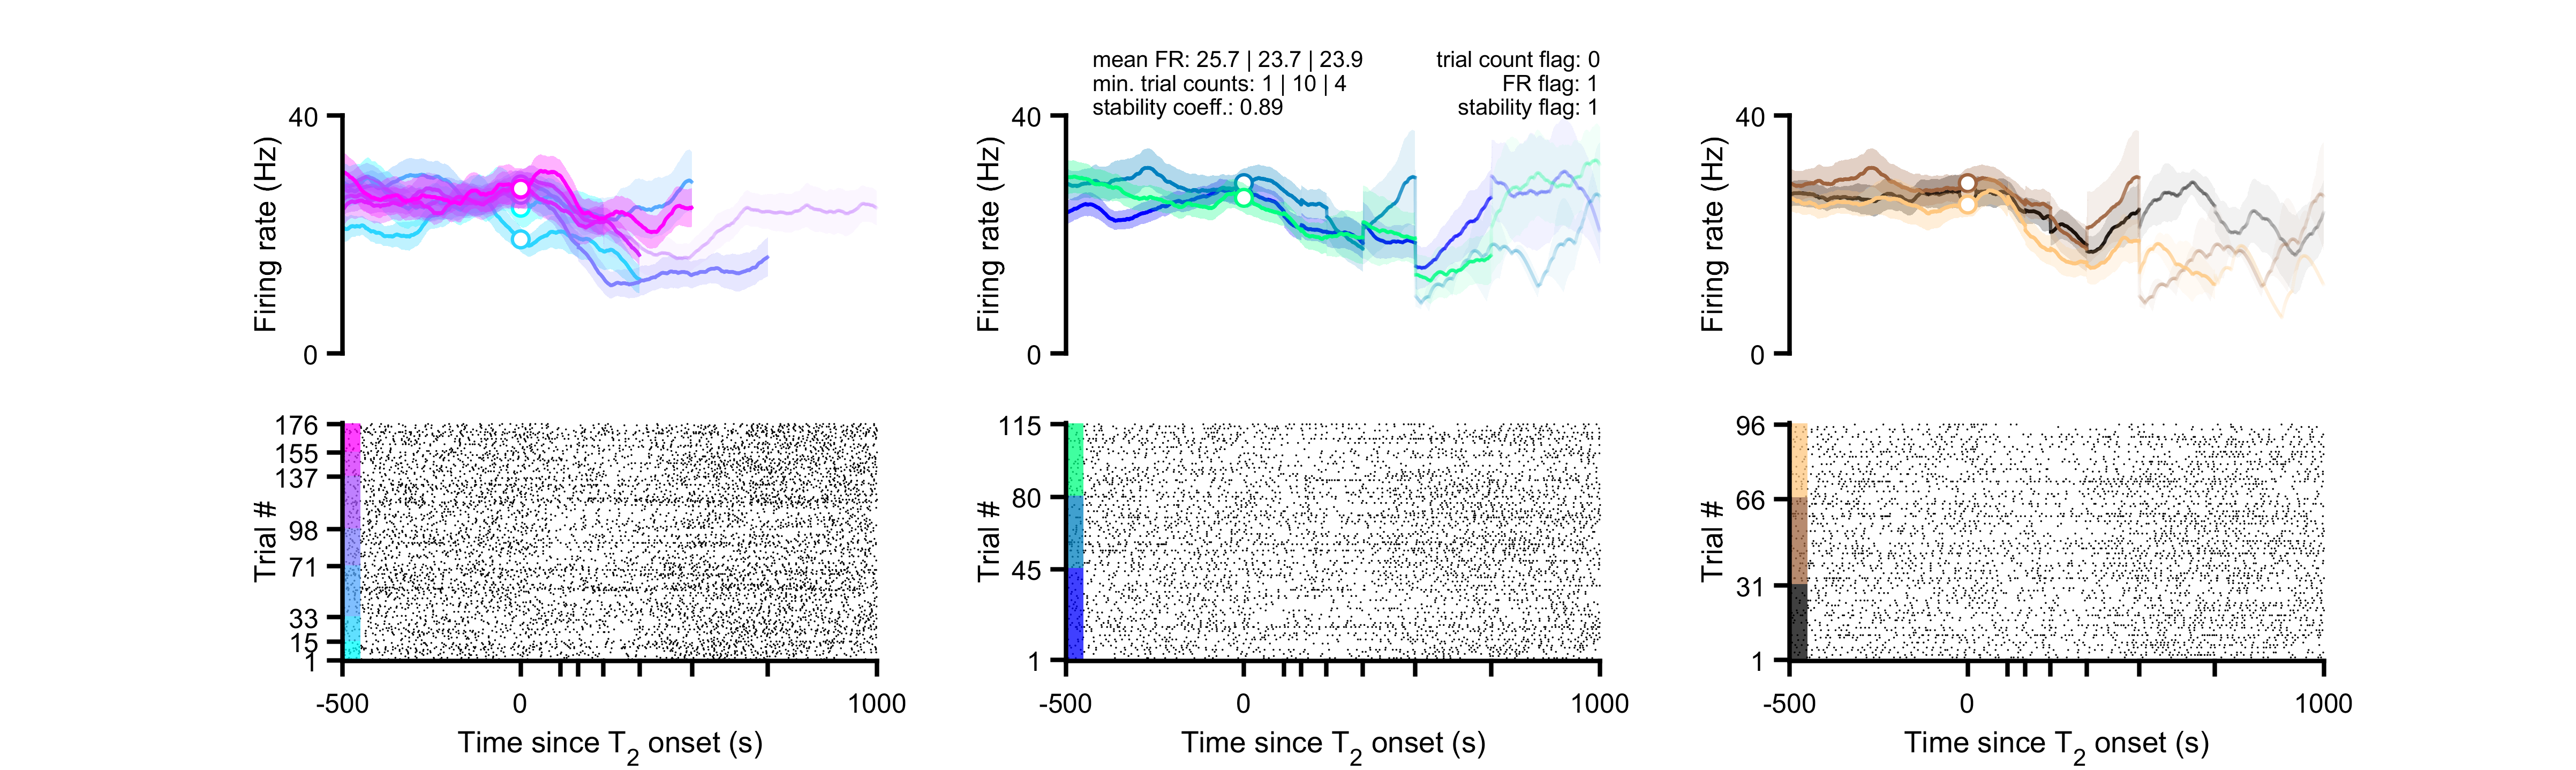 mean FR: 25.7 | 23.7 | 23.9
min. trial counts: 1 | 10 | 4
stability coeff.: 0.89
trial count flag: 0
FR flag: 1
stability flag: 1
40
Firing rate (Hz)
0
40
Firing rate (Hz)
0
40
Firing rate (Hz)
0
176
155
137
98
71
33
15
1
Trial #
-500
0
1000
Time since T2 onset (s)
115
80
45
1
Trial #
-500
0
1000
Time since T2 onset (s)
96
66
31
1
Trial #
-500
0
1000
Time since T2 onset (s)